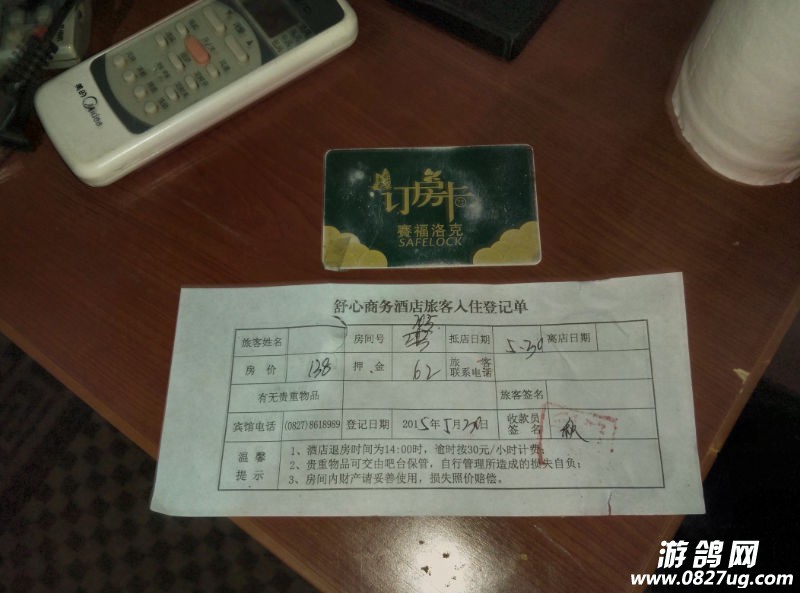 美的 Midea
订房卡
赛福洛克
SAFELOCK
舒心商务酒店旅客入住登记单
旅客姓名 房间号 抵店日期 5.30 离店日期
房价 138 押金 62 旅客联系电话
有无贵重物品 旅客签名
宾馆电话 (0827)8618989 登记日期 2015年5月30日 收款员签名
温馨提示
1、酒店退房时间为14:00时，逾时按30元/小时计费；
2、贵重物品可交由吧台保管，自行管理所造成的损失自负；
3、房间内财产请妥善使用，损失照价赔偿。
游鸽网
www.0827ug.com